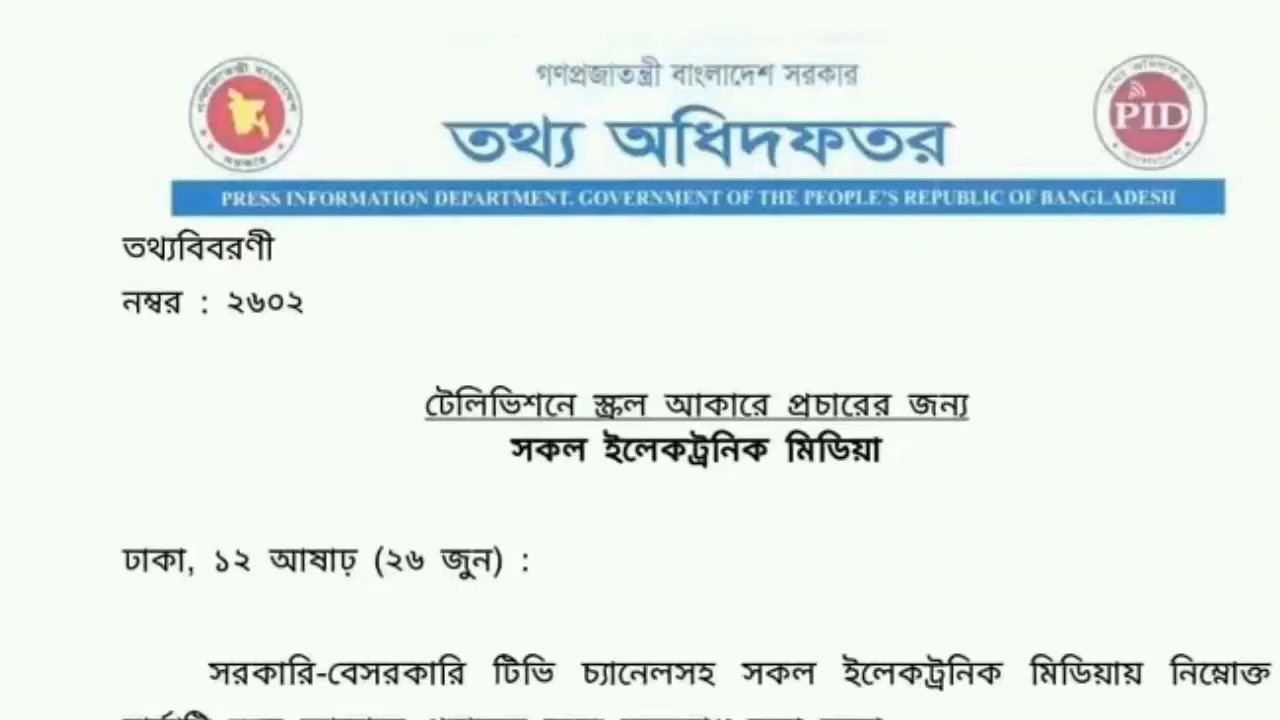 গণপ্রজাতন্ত্রী বাংলাদেশ সরকার
তথ্য অধিদফতর
PID
PRESS INFORMATION DEPARTMENT. GOVERNMENT OF THE PEOPLE'S REPUBLIC OF BANGLADESH
তথ্যবিবরণী
নম্বর : ২৬০২
টেলিভিশনে স্ক্রল আকারে প্রচারের জন্য
সকল ইলেকট্রনিক মিডিয়া
ঢাকা, ১২ আষাঢ় (২৬ জুন) :
সরকারি-বেসরকারি টিভি চ্যানেলসহ সকল ইলেকট্রনিক মিডিয়ায় নিম্নোক্ত